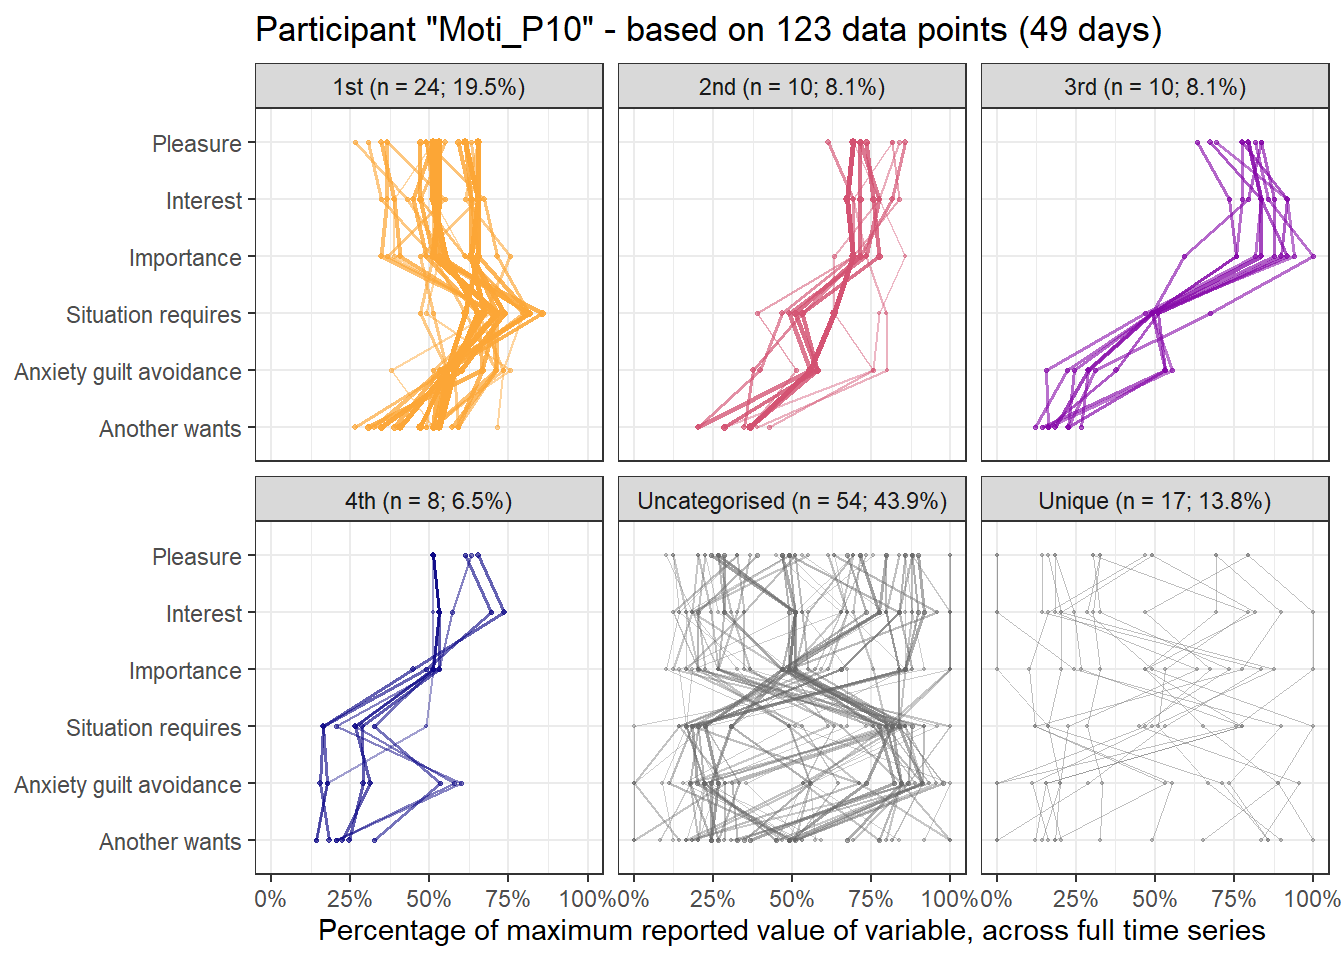 Participant "Moti_P10" - based on 123 data points (49 days)
1st (n = 24; 19.5%)
2nd (n = 10; 8.1%)
3rd (n = 10; 8.1%)
Pleasure
Interest
Importance
Situation requires
Anxiety guilt avoidance
Another wants
4th (n = 8; 6.5%)
Uncategorised (n = 54; 43.9%)
Unique (n = 17; 13.8%)
Pleasure
Interest
Importance
Situation requires
Anxiety guilt avoidance
Another wants
0% 25% 50% 75% 100% 0% 25% 50% 75% 100% 0% 25% 50% 75% 100%
Percentage of maximum reported value of variable, across full time series